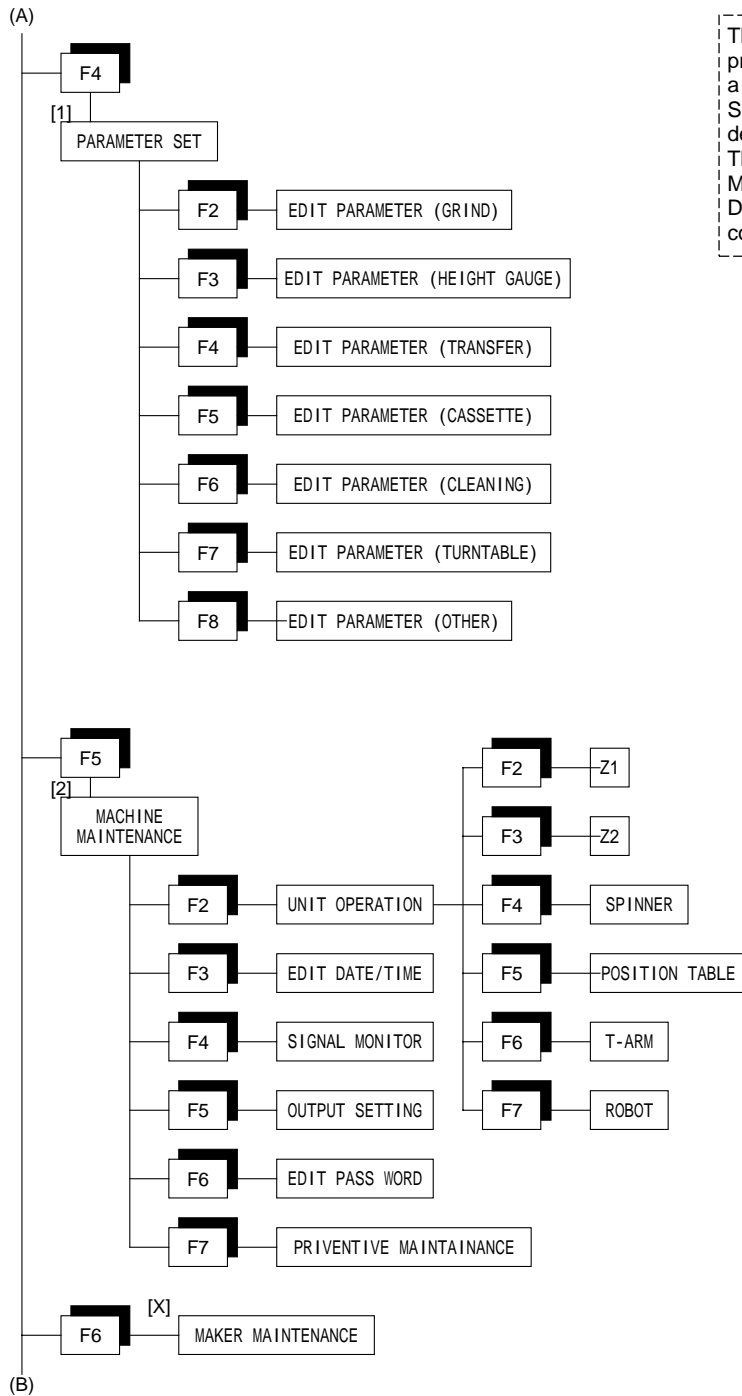 (A)
F4
[1]
PARAMETER SET
F2 EDIT PARAMETER (GRIND)
F3 EDIT PARAMETER (HEIGHT GAUGE)
F4 EDIT PARAMETER (TRANSFER)
F5 EDIT PARAMETER (CASSETTE)
F6 EDIT PARAMETER (CLEANING)
F7 EDIT PARAMETER (TURNTABLE)
F8 EDIT PARAMETER (OTHER)
F5
[2]
MACHINE
MAINTENANCE
F2 UNIT OPERATION
F2 Z1
F3 Z2
F4 SPINNER
F5 POSITION TABLE
F6 T-ARM
F7 ROBOT
F3 EDIT DATE/TIME
F4 SIGNAL MONITOR
F5 OUTPUT SETTING
F6 EDIT PASS WORD
F7 PRIVENTIVE MAINTAINANCE
F6
[X]
MAKER MAINTENANCE
(B)
a